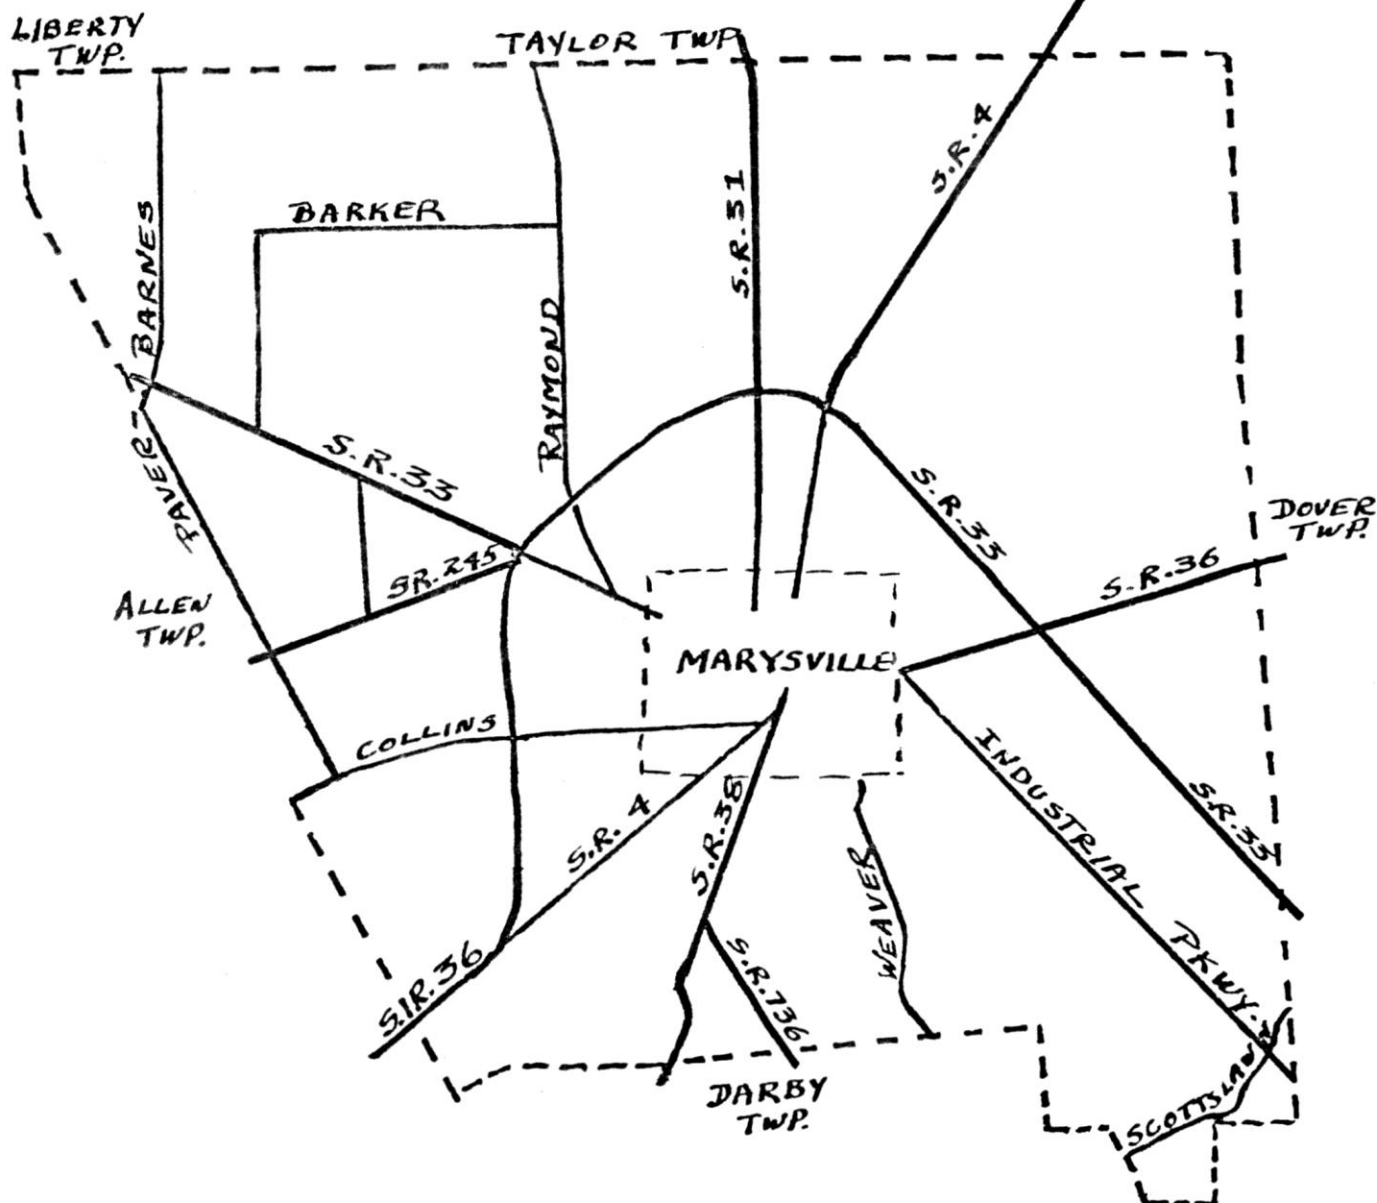 LIBERTY
TWP.
TAYLOR TWP.
S.R. 4
S.R. 31
BARKER
BARNES
RAYMOND
S.R. 33
S.R. 33
PAVER
DOVER
TWP.
SR. 245
S.R. 36
ALLEN
TWP.
MARYSVILLE
COLLINS
INDUSTRIAL PKWY.
S.R. 4
S.R. 38
S.R. 33
WEAVER
S.R. 36
S.R. 736
DARBY
TWP.
SCOTTSLAWN